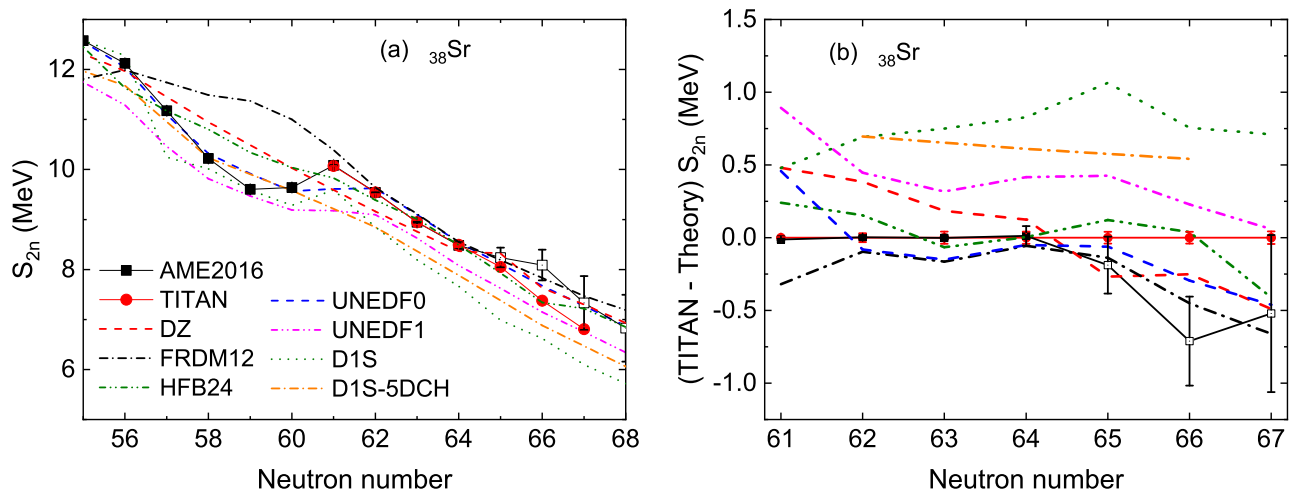 (a) ₃₈Sr
12
10
8
6
S₂ₙ (MeV)
AME2016
TITAN
DZ
FRDM12
HFB24
UNEDF0
UNEDF1
D1S
D1S-5DCH
56 58 60 62 64 66 68
Neutron number
(b) ₃₈Sr
1.5
1.0
0.5
0.0
-0.5
-1.0
(TITAN - Theory) S₂ₙ (MeV)
61 62 63 64 65 66 67
Neutron number